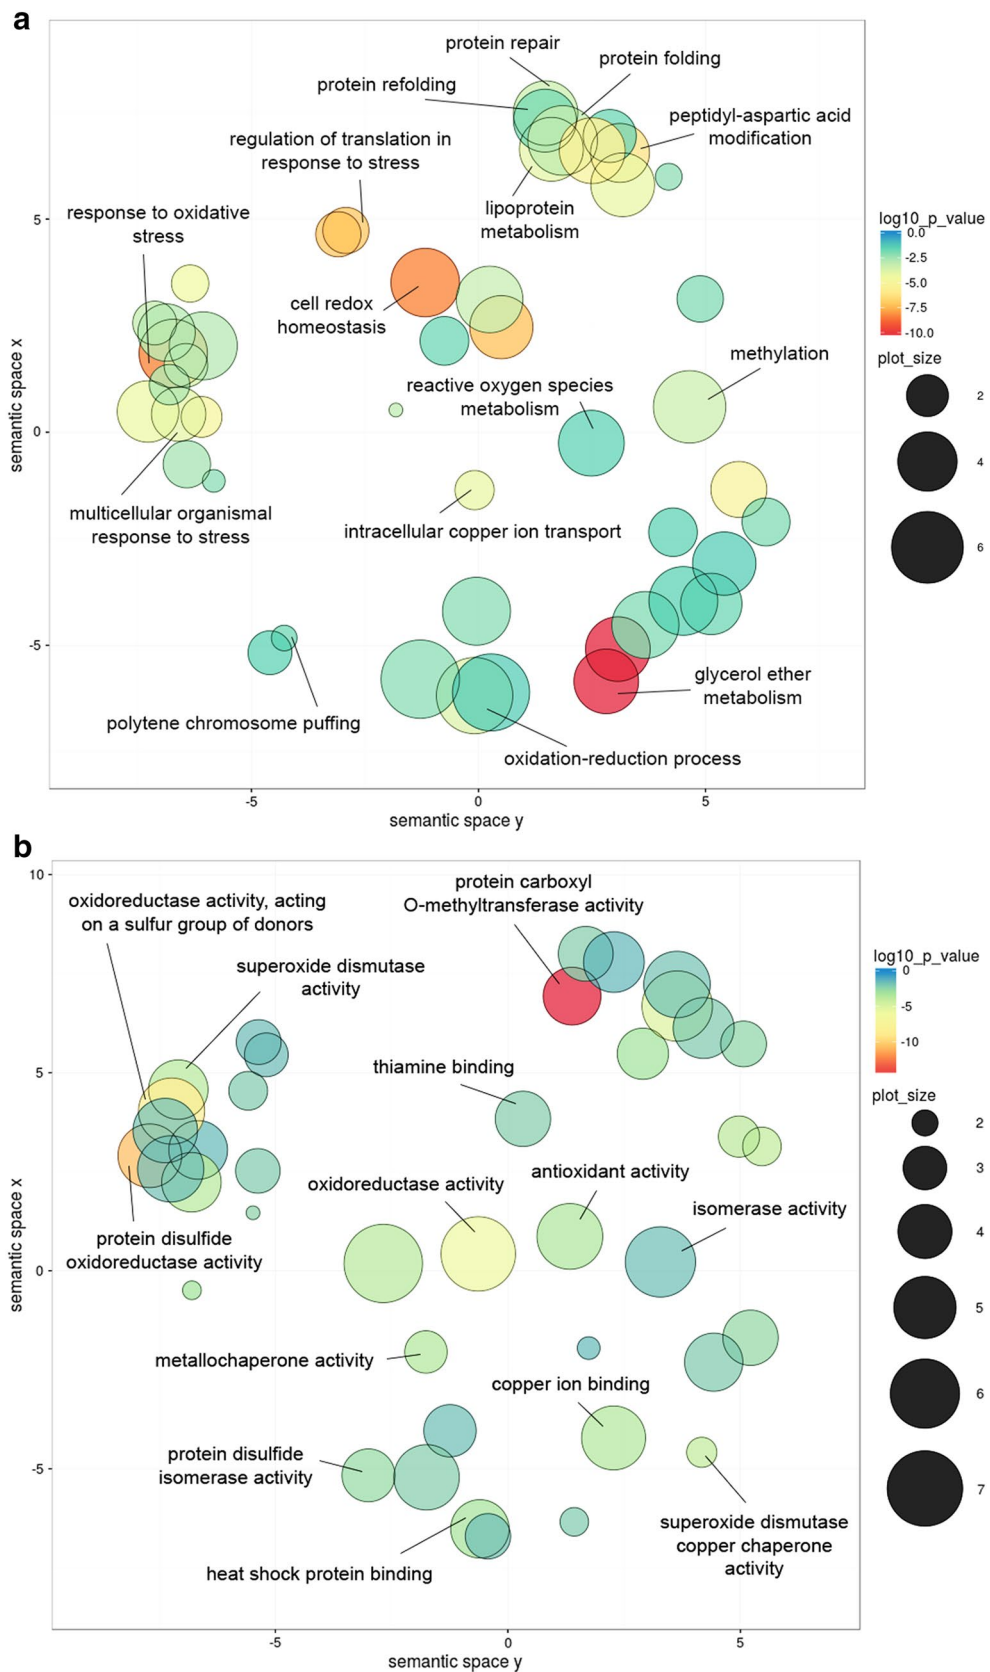 a
protein repair
protein folding
protein refolding
peptidyl-aspartic acid
modification
regulation of translation in
response to stress
lipoprotein
metabolism
response to oxidative
stress
cell redox
homeostasis
methylation
reactive oxygen species
metabolism
intracellular copper ion transport
multicellular organismal
response to stress
glycerol ether
metabolism
polytene chromosome puffing
oxidation-reduction process
5
0
-5
semantic space x
-5
0
5
semantic space y
log10_p_value
0.0
-2.5
-5.0
-7.5
-10.0
plot_size
2
4
6
b
protein carboxyl
O-methyltransferase activity
oxidoreductase activity, acting
on a sulfur group of donors
superoxide dismutase
activity
thiamine binding
antioxidant activity
oxidoreductase activity
isomerase activity
protein disulfide
oxidoreductase activity
metallochaperone activity
copper ion binding
protein disulfide
isomerase activity
superoxide dismutase
copper chaperone
activity
heat shock protein binding
10
5
0
-5
semantic space x
-5
0
5
semantic space y
log10_p_value
0
-5
-10
plot_size
2
3
4
5
6
7